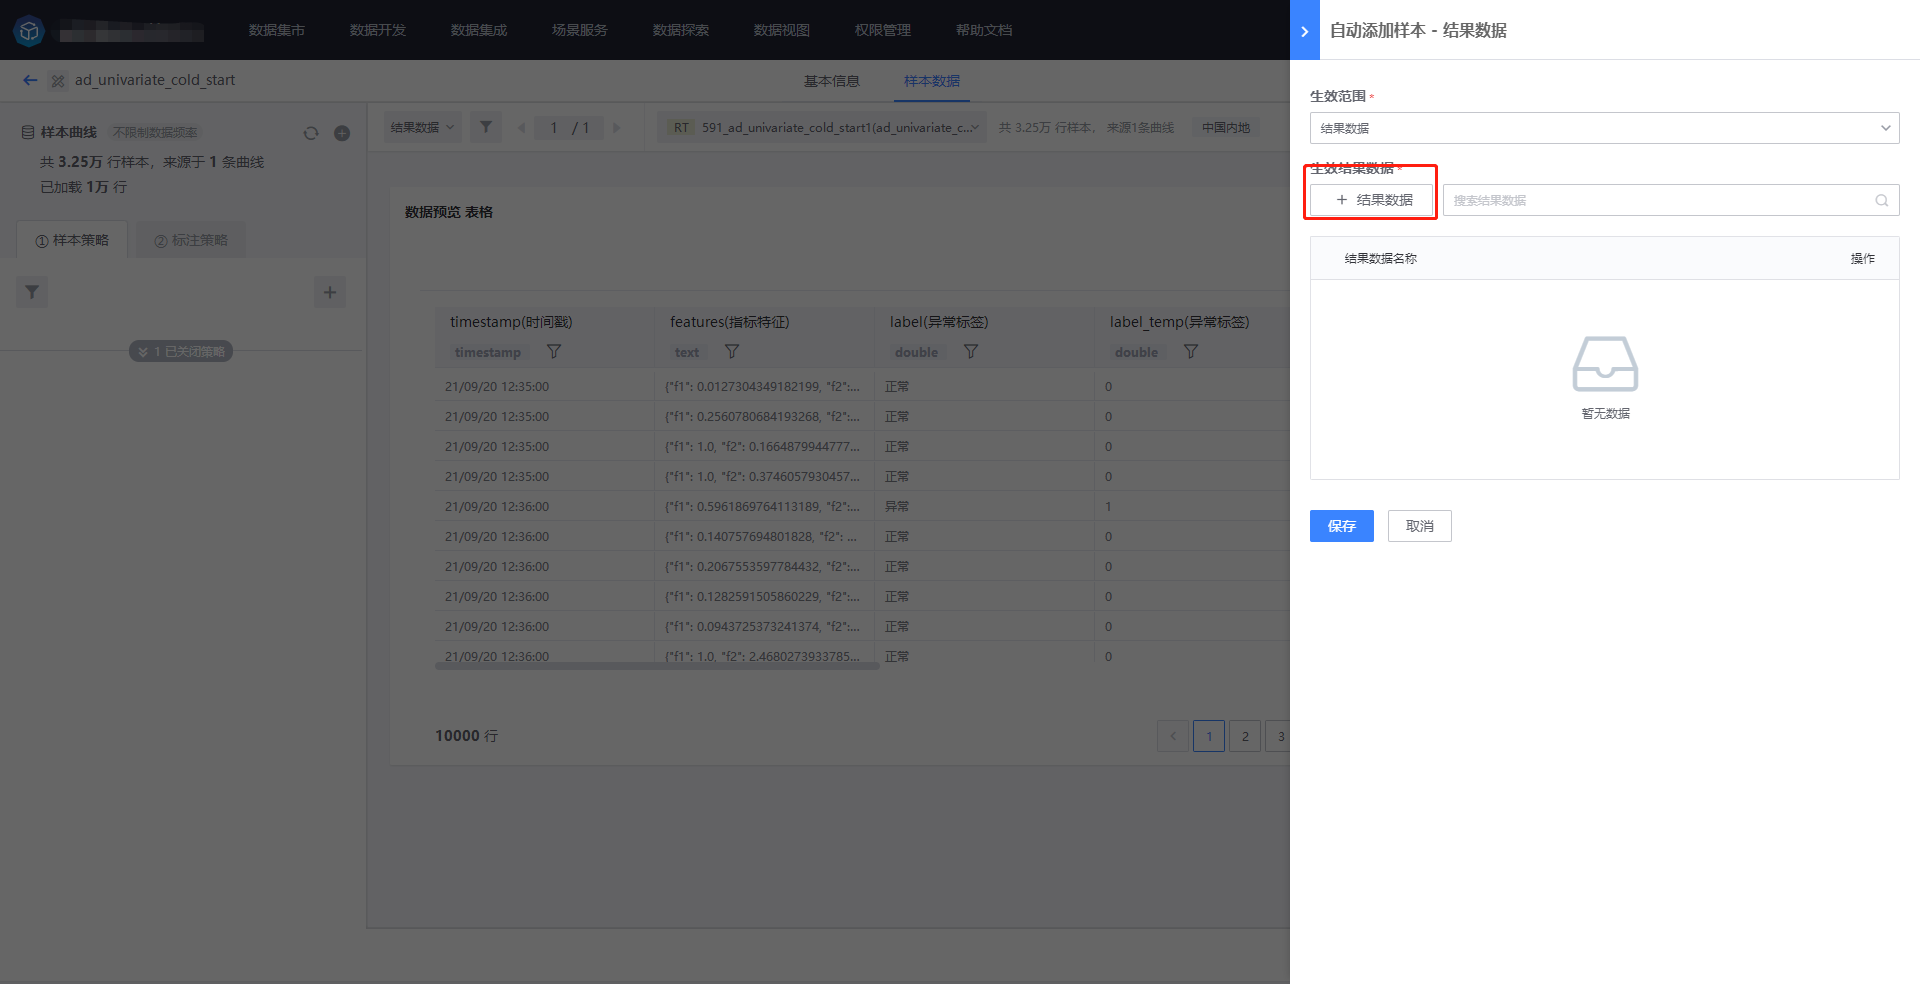 数据集市 数据开发 数据集成 场景服务 数据探索 数据视图 权限管理 帮助文档
自动添加样本 - 结果数据
ad_univariate_cold_start
基本信息 样本数据
样本曲线 不限制数据频率
共 3.25万 行样本，来源于 1 条曲线
已加载 1万 行
① 样本策略 ② 标注策略
1 已关闭策略
结果数据 1 / 1 RT 591_ad_univariate_cold_start1(ad_univariate_c... 共 3.25万 行样本， 来源1条曲线 中国内地
数据预览 表格
timestamp(时间戳) features(指标特征) label(异常标签) label_temp(异常标签)
timestamp text double double
21/09/20 12:35:00 {"f1": 0.0127304349182199, "f2":... 正常 0
21/09/20 12:35:00 {"f1": 0.2560780684193268, "f2":... 正常 0
21/09/20 12:35:00 {"f1": 1.0, "f2": 0.1664879944777... 正常 0
21/09/20 12:35:00 {"f1": 1.0, "f2": 0.3746057930457... 正常 0
21/09/20 12:36:00 {"f1": 0.5961869764113189, "f2":... 异常 1
21/09/20 12:36:00 {"f1": 0.140757694801828, "f2": ... 正常 0
21/09/20 12:36:00 {"f1": 0.2067553597784432, "f2":... 正常 0
21/09/20 12:36:00 {"f1": 0.1282591505860229, "f2":... 正常 0
21/09/20 12:36:00 {"f1": 0.0943725373241374, "f2":... 正常 0
21/09/20 12:36:00 {"f1": 1.0, "f2": 2.4680273933785... 正常 0
10000 行
1 2 3
生效范围 *
结果数据
生效结果数据 *
+ 结果数据 搜索结果数据
结果数据名称 操作
暂无数据
保存 取消